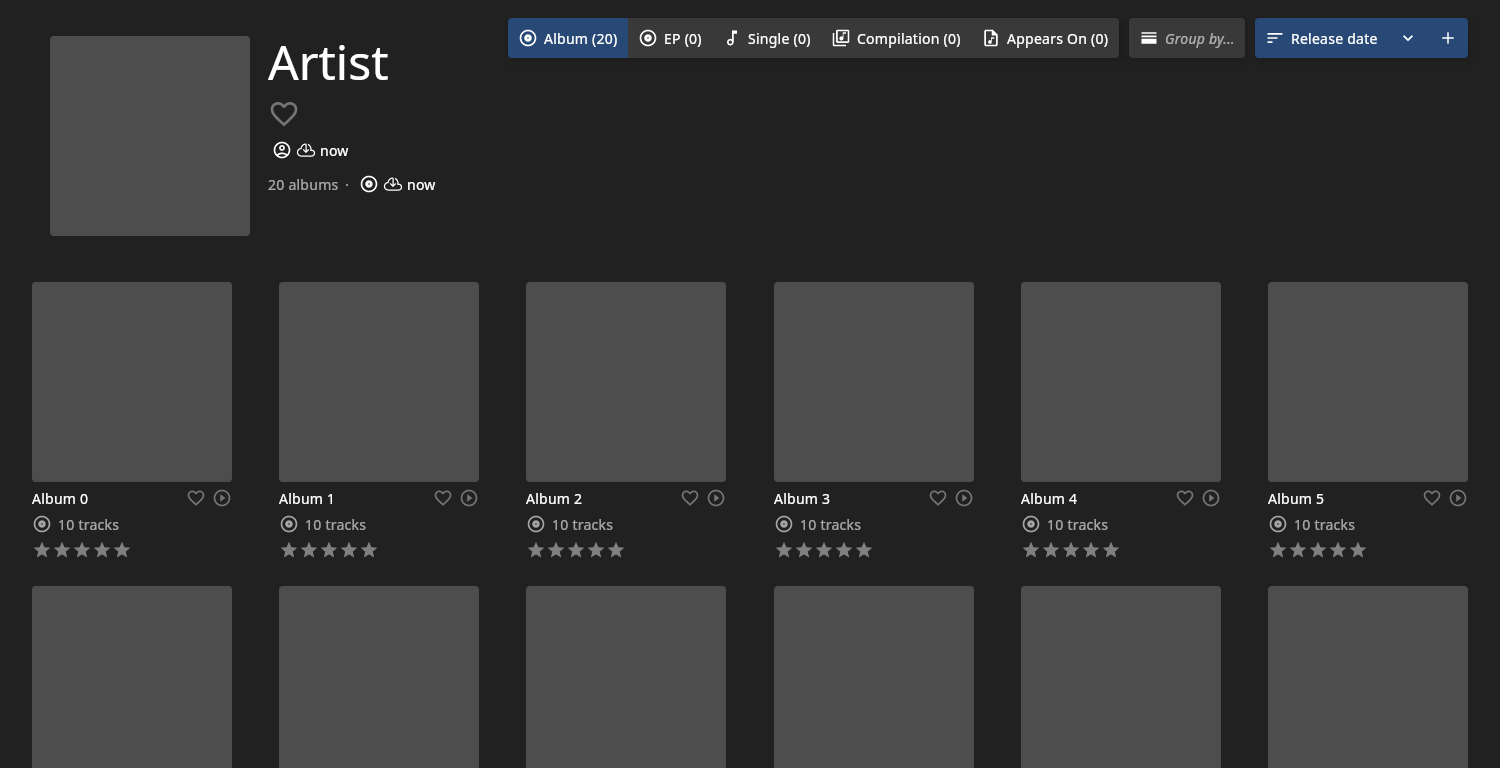 Artist
Album (20) EP (0) Single (0) Compilation (0) Appears On (0) Group by... Release date
now
20 albums · now
Album 0 Album 1 Album 2 Album 3 Album 4 Album 5
10 tracks 10 tracks 10 tracks 10 tracks 10 tracks 10 tracks